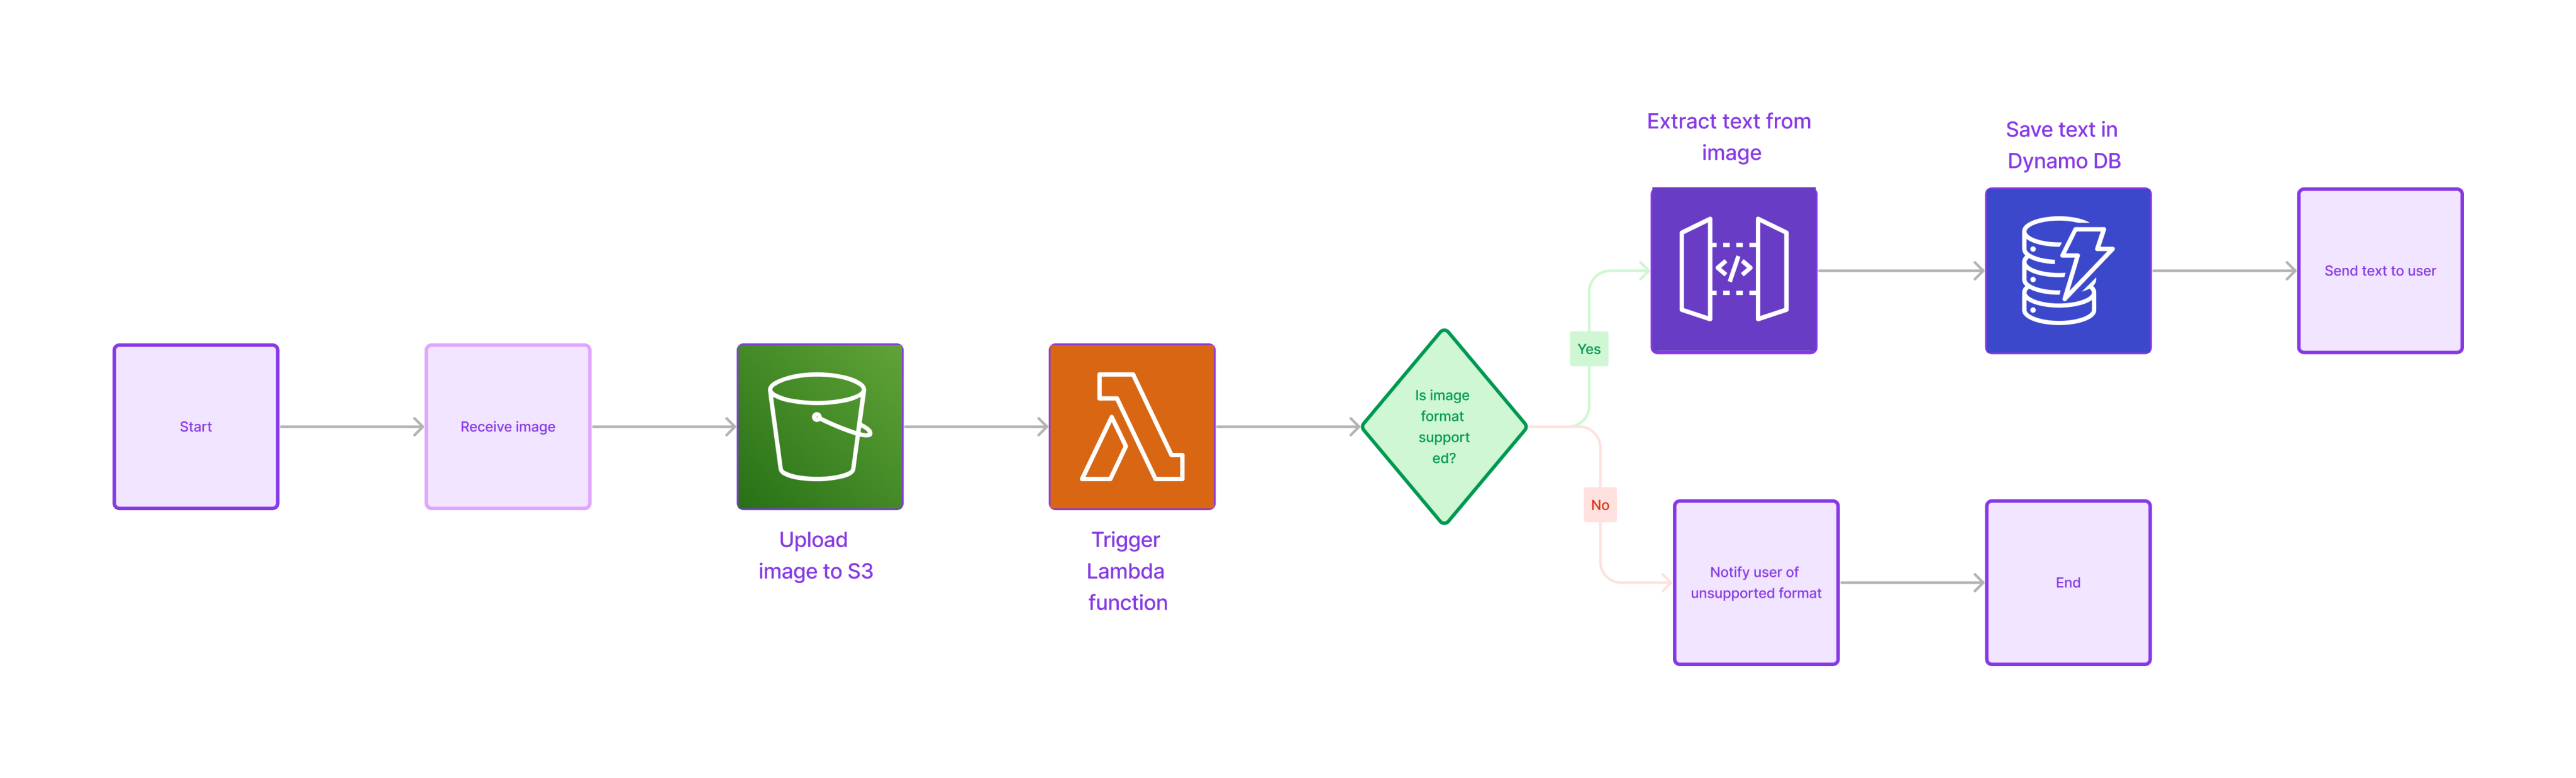 Start
Receive image
Upload
image to S3
Trigger
Lambda
function
Is image
format
support
ed?
Yes
Extract text from
image
</>
Save text in
Dynamo DB
Send text to user
No
Notify user of
unsupported format
End